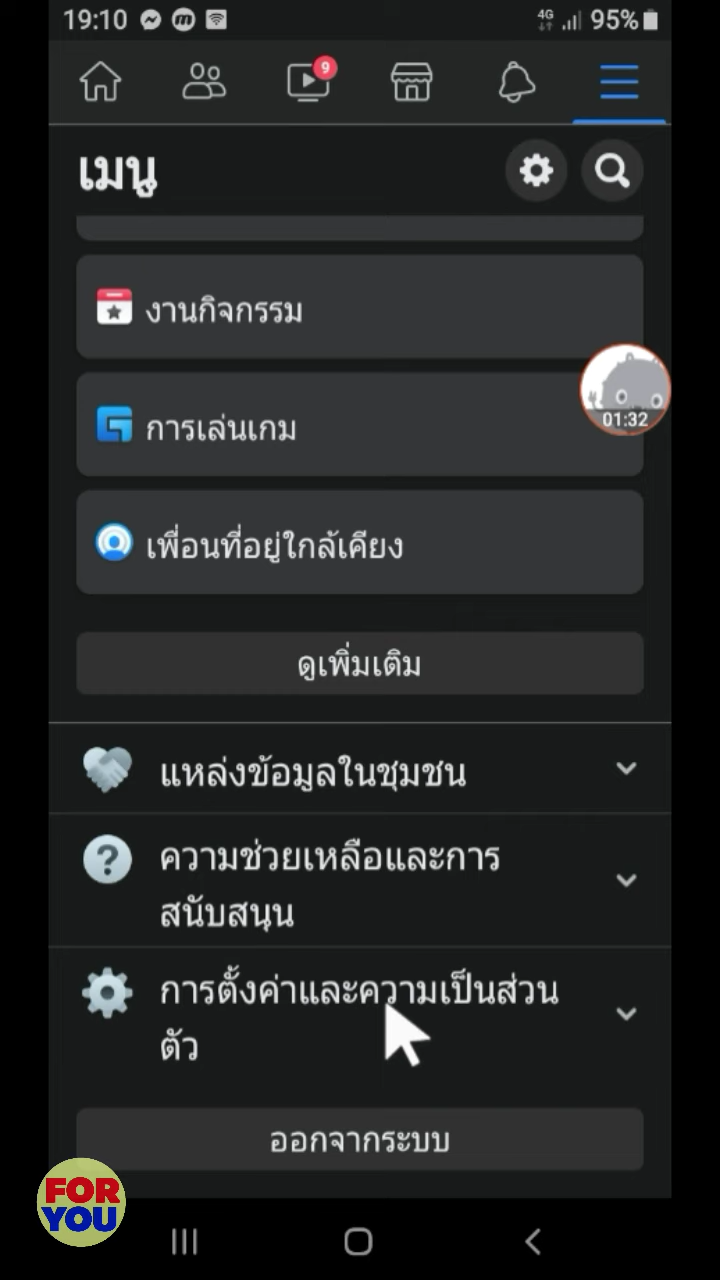 19:10
4G
95%
9
เมนู
งานกิจกรรม
การเล่นเกม
01:32
เพื่อนที่อยู่ใกล้เคียง
ดูเพิ่มเติม
แหล่งข้อมูลในชุมชน
ความช่วยเหลือและการ
สนับสนุน
การตั้งค่าและความเป็นส่วน
ตัว
ออกจากระบบ
FOR
YOU